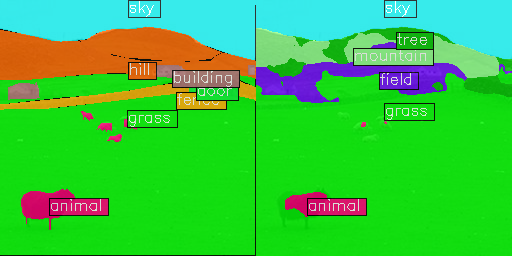 sky
hill
building
door
fence
grass
animal
sky
tree
mountain
field
grass
animal